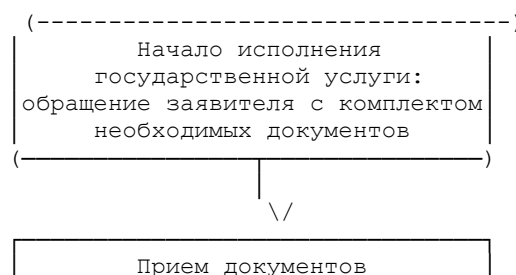 Начало исполнения
государственной услуги:
обращение заявителя с комплектом
необходимых документов
Прием документов